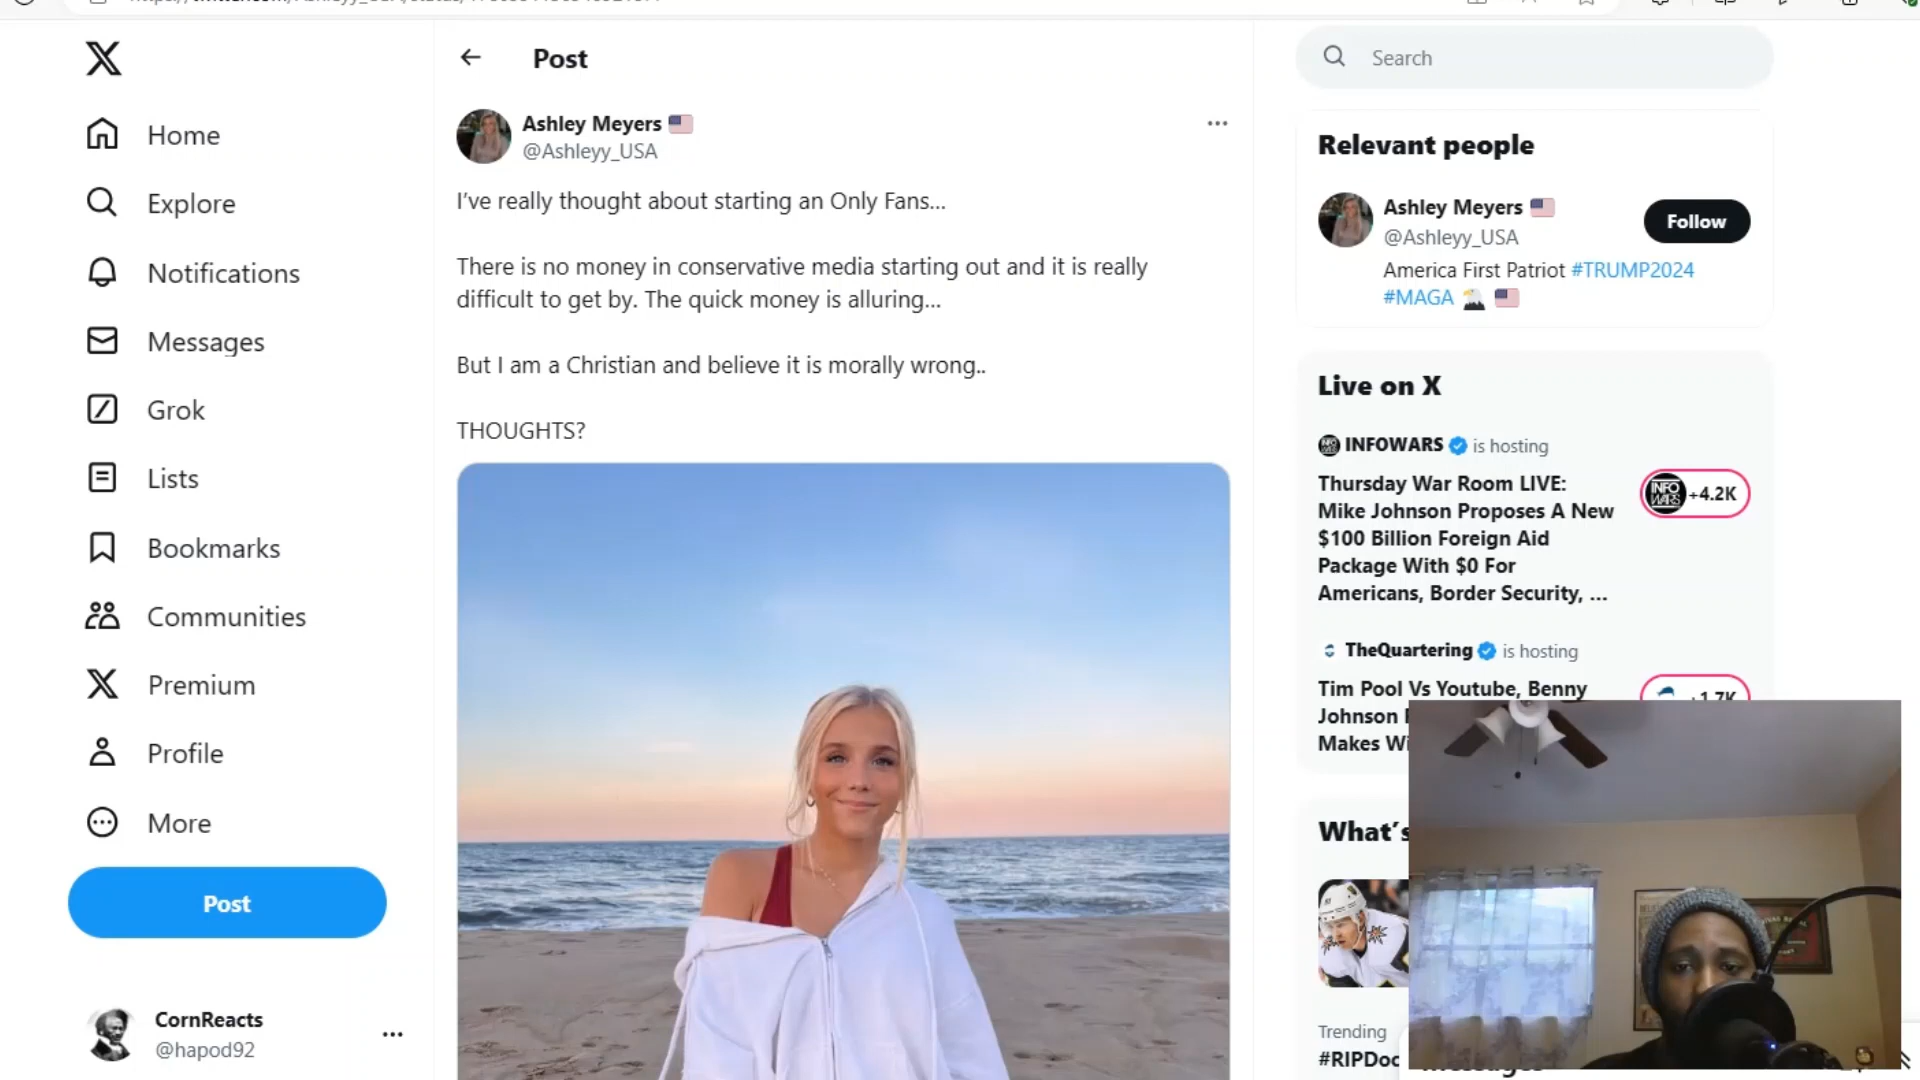 Home
Explore
Notifications
Messages
Grok
Lists
Bookmarks
Communities
Premium
Profile
More
Post
CornReacts
@hapod92
Post
Ashley Meyers
@Ashleyy_USA
I've really thought about starting an Only Fans...
There is no money in conservative media starting out and it is really
difficult to get by. The quick money is alluring...
But I am a Christian and believe it is morally wrong..
THOUGHTS?
Search
Relevant people
Ashley Meyers
@Ashleyy_USA
Follow
America First Patriot #TRUMP2024
#MAGA
Live on X
INFOWARS is hosting
Thursday War Room LIVE:
Mike Johnson Proposes A New
$100 Billion Foreign Aid
Package With $0 For
Americans, Border Security, ...
INFO WARS +4.2K
TheQuartering is hosting
Tim Pool Vs Youtube, Benny
Johnson
Makes
+1.7K
What's
Trending